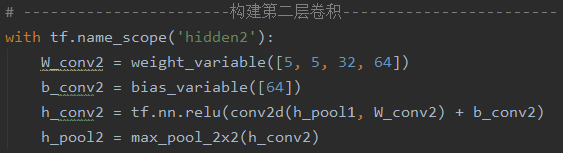 # -----------------------构建第二层卷积------------------------
with tf.name_scope('hidden2'):
    W_conv2 = weight_variable([5, 5, 32, 64])
    b_conv2 = bias_variable([64])
    h_conv2 = tf.nn.relu(conv2d(h_pool1, W_conv2) + b_conv2)
    h_pool2 = max_pool_2x2(h_conv2)